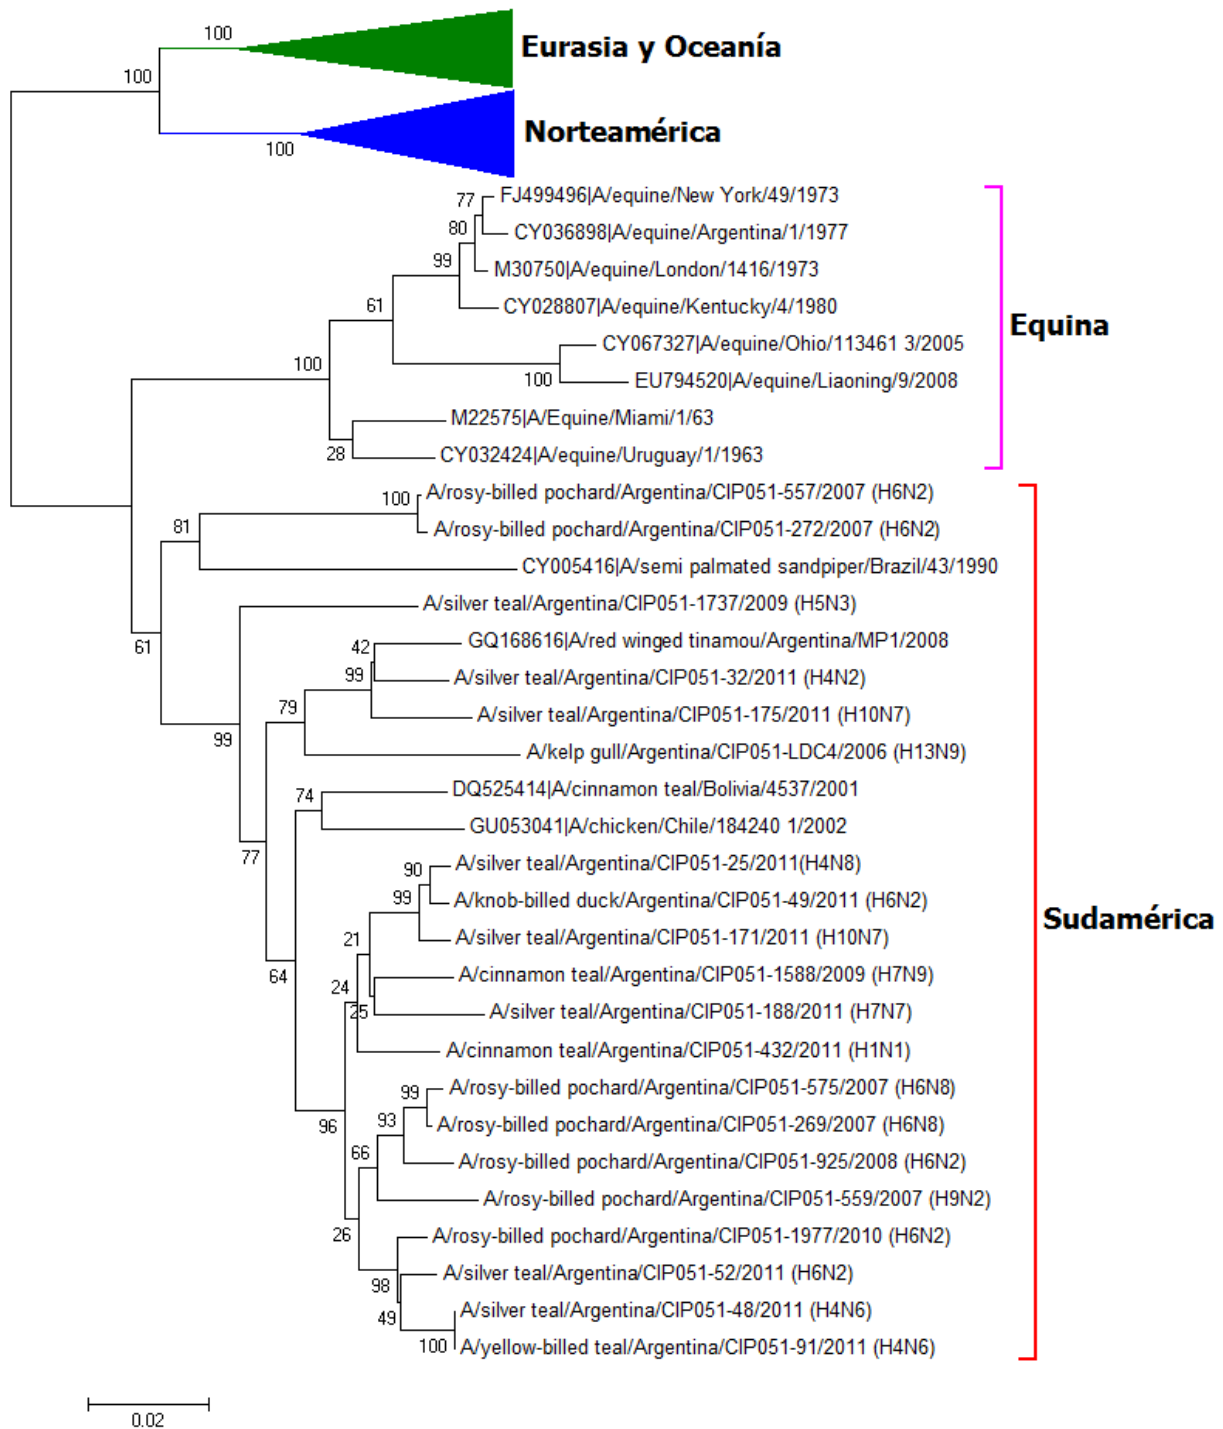 100
Eurasia y Oceanía
100
Norteamérica
100
77
FJ499496|A/equine/New York/49/1973
80
CY036898|A/equine/Argentina/1/1977
99
M30750|A/equine/London/1416/1973
61
CY028807|A/equine/Kentucky/4/1980
Equina
CY067327|A/equine/Ohio/113461 3/2005
100
100
EU794520|A/equine/Liaoning/9/2008
M22575|A/Equine/Miami/1/63
28
CY032424|A/equine/Uruguay/1/1963
100
A/rosy-billed pochard/Argentina/CIP051-557/2007 (H6N2)
81
A/rosy-billed pochard/Argentina/CIP051-272/2007 (H6N2)
CY005416|A/semi palmated sandpiper/Brazil/43/1990
A/silver teal/Argentina/CIP051-1737/2009 (H5N3)
61
42
GQ168616|A/red winged tinamou/Argentina/MP1/2008
99
A/silver teal/Argentina/CIP051-32/2011 (H4N2)
79
A/silver teal/Argentina/CIP051-175/2011 (H10N7)
99
A/kelp gull/Argentina/CIP051-LDC4/2006 (H13N9)
74
DQ525414|A/cinnamon teal/Bolivia/4537/2001
GU053041|A/chicken/Chile/184240 1/2002
77
90
A/silver teal/Argentina/CIP051-25/2011(H4N8)
99
A/knob-billed duck/Argentina/CIP051-49/2011 (H6N2)
Sudamérica
21
A/silver teal/Argentina/CIP051-171/2011 (H10N7)
64
A/cinnamon teal/Argentina/CIP051-1588/2009 (H7N9)
24
25
A/silver teal/Argentina/CIP051-188/2011 (H7N7)
A/cinnamon teal/Argentina/CIP051-432/2011 (H1N1)
99
A/rosy-billed pochard/Argentina/CIP051-575/2007 (H6N8)
96
93
A/rosy-billed pochard/Argentina/CIP051-269/2007 (H6N8)
66
A/rosy-billed pochard/Argentina/CIP051-925/2008 (H6N2)
A/rosy-billed pochard/Argentina/CIP051-559/2007 (H9N2)
26
A/rosy-billed pochard/Argentina/CIP051-1977/2010 (H6N2)
98
A/silver teal/Argentina/CIP051-52/2011 (H6N2)
49
A/silver teal/Argentina/CIP051-48/2011 (H4N6)
100
A/yellow-billed teal/Argentina/CIP051-91/2011 (H4N6)
0.02